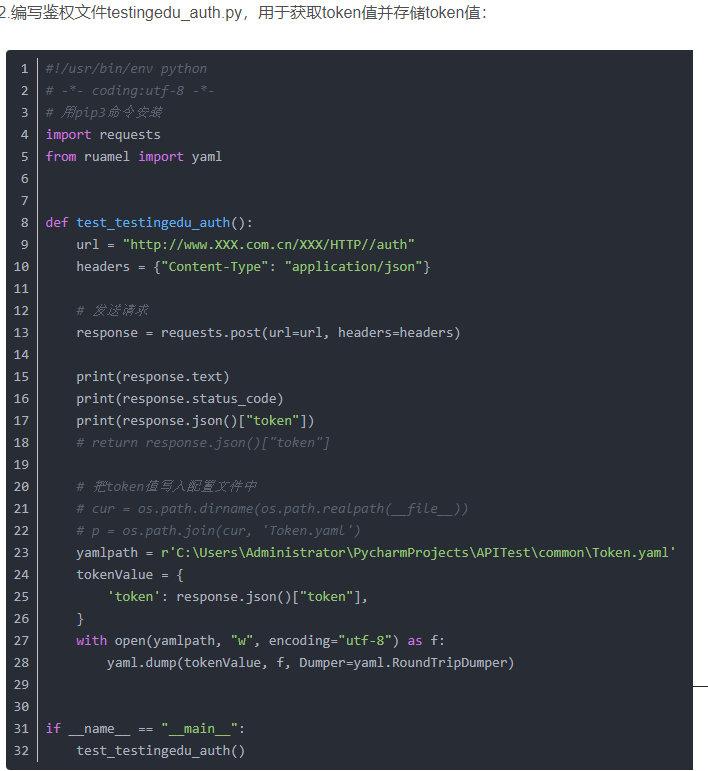 2.编写鉴权文件testingedu_auth.py，用于获取token值并存储token值：
1 #!/usr/bin/env python
2 # -*- coding:utf-8 -*-
3 # 用pip3命令安装
4 import requests
5 from ruamel import yaml
6
7
8 def test_testingedu_auth():
9     url = "http://www.XXX.com.cn/XXX/HTTP//auth"
10     headers = {"Content-Type": "application/json"}
11
12     # 发送请求
13     response = requests.post(url=url, headers=headers)
14
15     print(response.text)
16     print(response.status_code)
17     print(response.json()["token"])
18     # return response.json()["token"]
19
20     # 把token值写入配置文件中
21     # cur = os.path.dirname(os.path.realpath(__file__))
22     # p = os.path.join(cur, 'Token.yaml')
23     yamlpath = r'C:\Users\Administrator\PycharmProjects\APITest\common\Token.yaml'
24     tokenValue = {
25         'token': response.json()["token"],
26     }
27     with open(yamlpath, "w", encoding="utf-8") as f:
28         yaml.dump(tokenValue, f, Dumper=yaml.RoundTripDumper)
29
30
31 if __name__ == "__main__":
32     test_testingedu_auth()